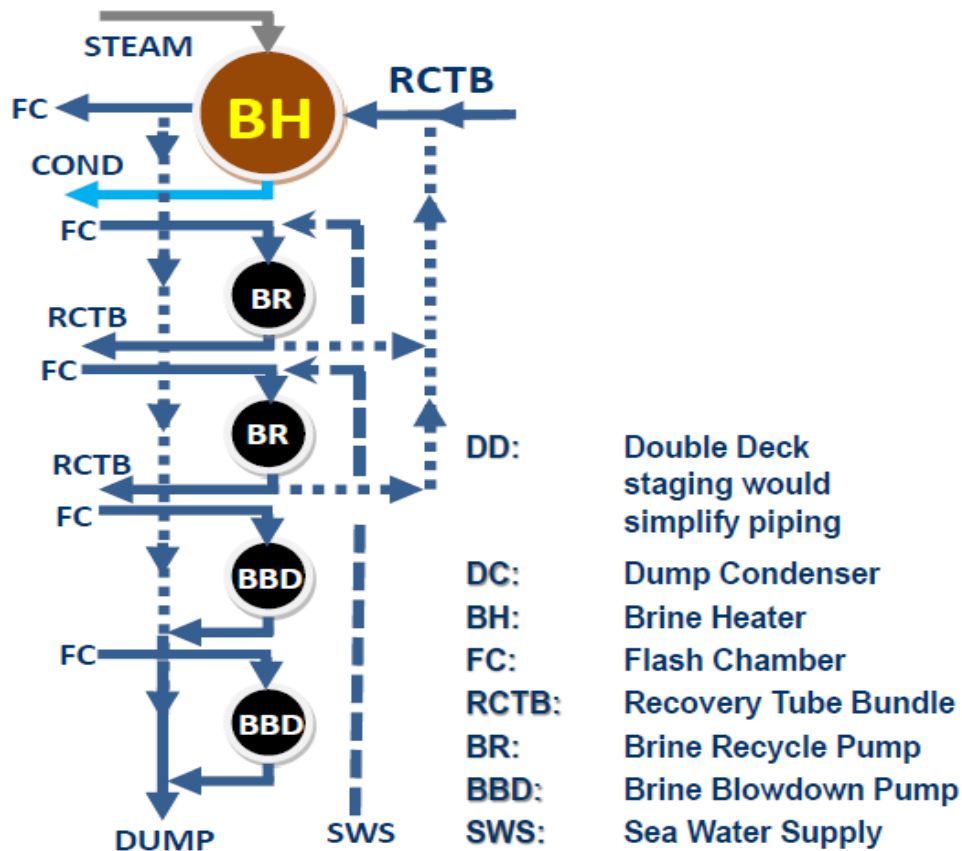 STEAM
RCTB
FC
BH
COND
FC
BR
RCTB
FC
BR
RCTB
FC
BBD
FC
BBD
DUMP
SWS
DD: Double Deck
staging would
simplify piping
DC: Dump Condenser
BH: Brine Heater
FC: Flash Chamber
RCTB: Recovery Tube Bundle
BR: Brine Recycle Pump
BBD: Brine Blowdown Pump
SWS: Sea Water Supply